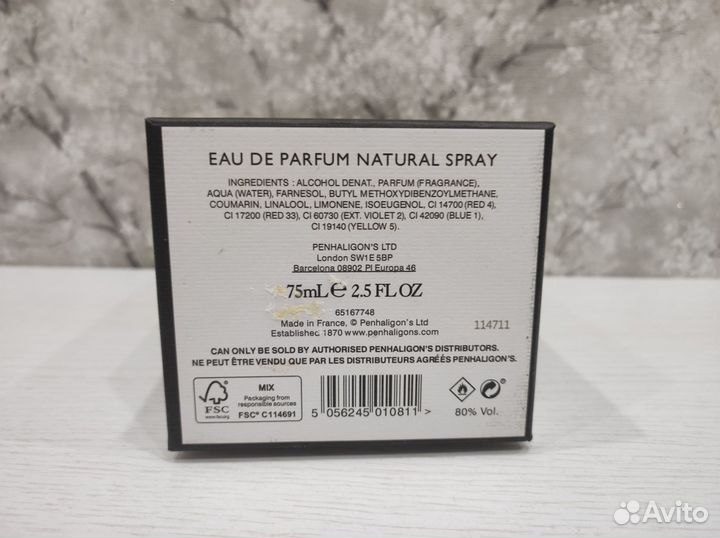 EAU DE PARFUM NATURAL SPRAY
INGREDIENTS : ALCOHOL DENAT., PARFUM (FRAGRANCE),
AQUA (WATER), FARNESOL, BUTYL METHOXYDIBENZOYLMETHANE,
COUMARIN, LINALOOL, LIMONENE, ISOEUGENOL, CI 14700 (RED 4),
CI 17200 (RED 33), CI 60730 (EXT. VIOLET 2), CI 42090 (BLUE 1),
CI 19140 (YELLOW 5).
PENHALIGON'S LTD
London SW1E 5BP
Barcelona 08902 Pl Europa 46
75mL℮ 2.5 FL OZ
65167748
Made in France, © Penhaligon's Ltd
Established 1870 www.penhaligons.com
114711
CAN ONLY BE SOLD BY AUTHORISED PENHALIGON'S DISTRIBUTORS.
NE PEUT ÊTRE VENDU QUE PAR LES DISTRIBUTEURS AGRÉÉS PENHALIGON'S.
FSC
www.fsc.org
MIX
Packaging from
responsible sources
FSC® C114691
5 056245 010811 >
80% Vol.
Avito